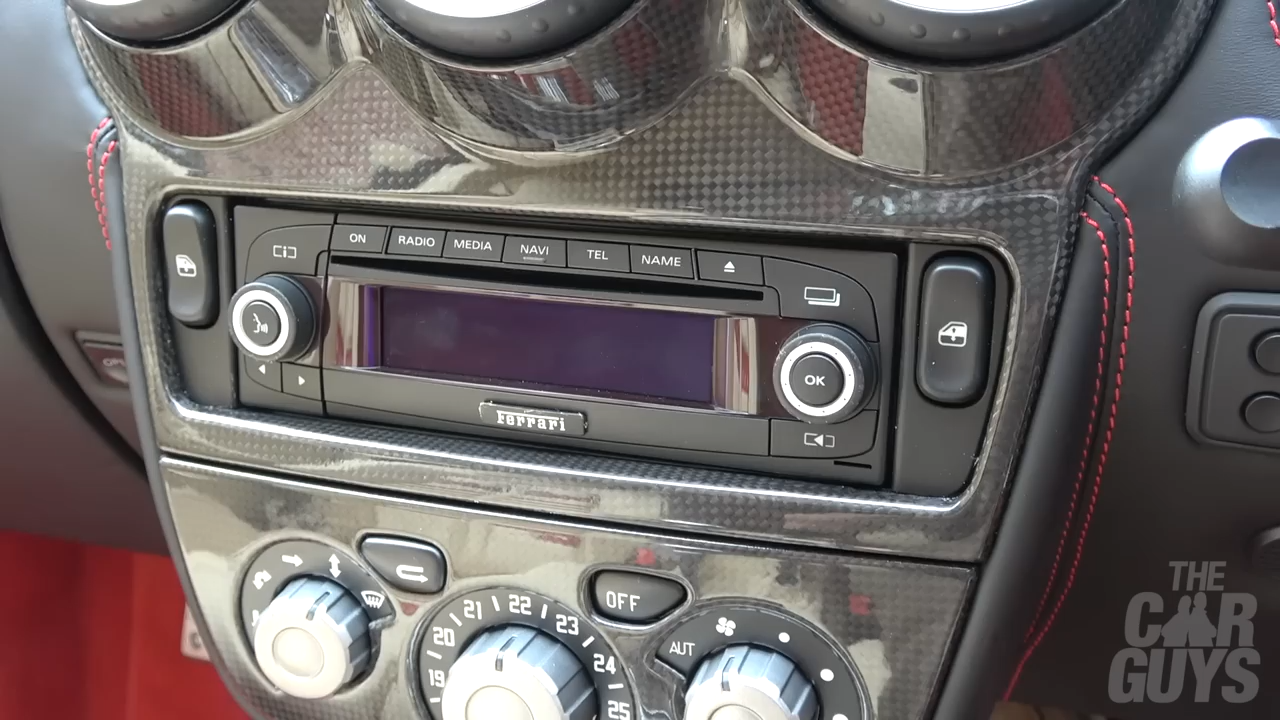 ON RADIO MEDIA NAVI TEL NAME
OK
Ferrari
OFF
19 20 21 22 23 24 25
AUT
THE
CAR
GUYS